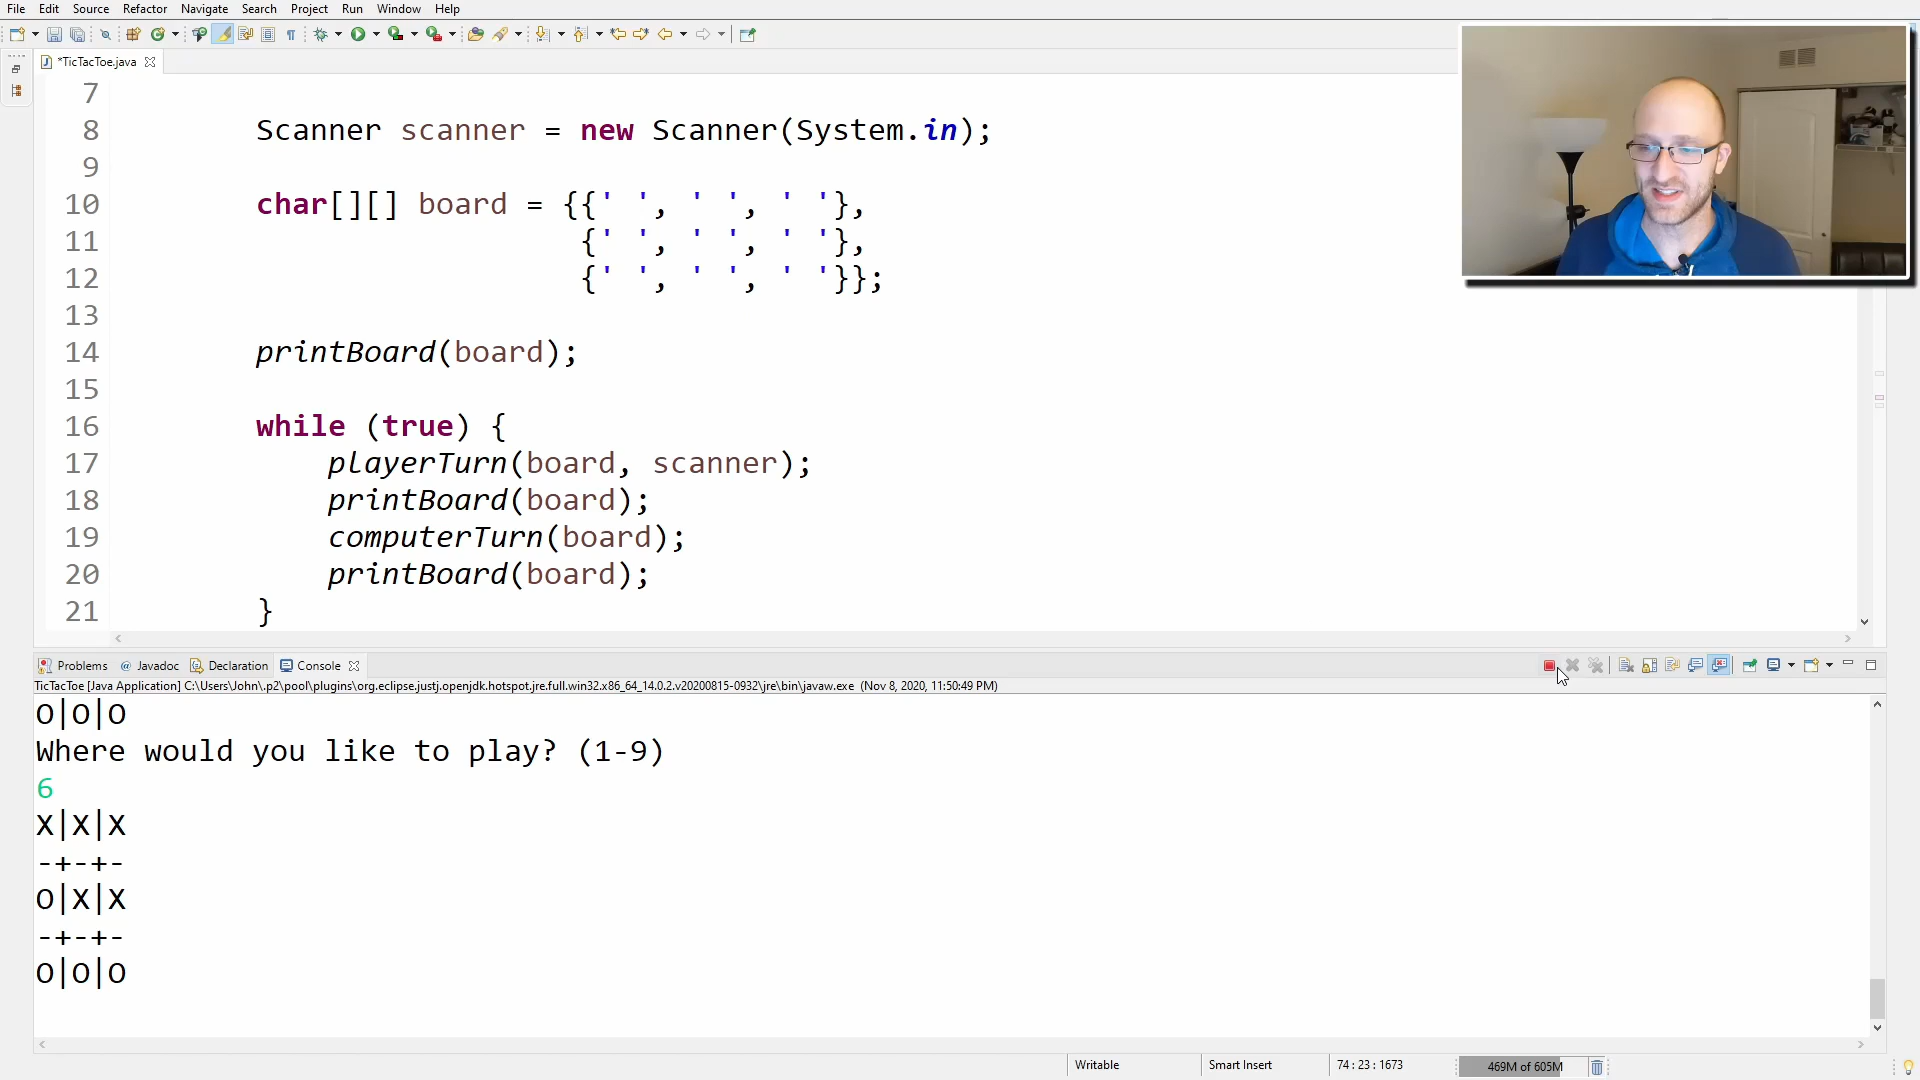 File Edit Source Refactor Navigate Search Project Run Window Help
*TicTacToe.java
7
8 Scanner scanner = new Scanner(System.in);
9
10 char[][] board = {{' ', ' ', ' '},
11 {' ', ' ', ' '},
12 {' ', ' ', ' '}};
13
14 printBoard(board);
15
16 while (true) {
17 playerTurn(board, scanner);
18 printBoard(board);
19 computerTurn(board);
20 printBoard(board);
21 }
Problems @ Javadoc Declaration Console
TicTacToe [Java Application] C:\Users\John\.p2\pool\plugins\org.eclipse.justj.openjdk.hotspot.jre.full.win32.x86_64_14.0.2.v20200815-0932\jre\bin\javaw.exe (Nov 8, 2020, 11:50:49 PM)
O|O|O
Where would you like to play? (1-9)
6
X|X|X
-+-+-
O|X|X
-+-+-
O|O|O
Writable Smart Insert 74 : 23 : 1673 469M of 605M